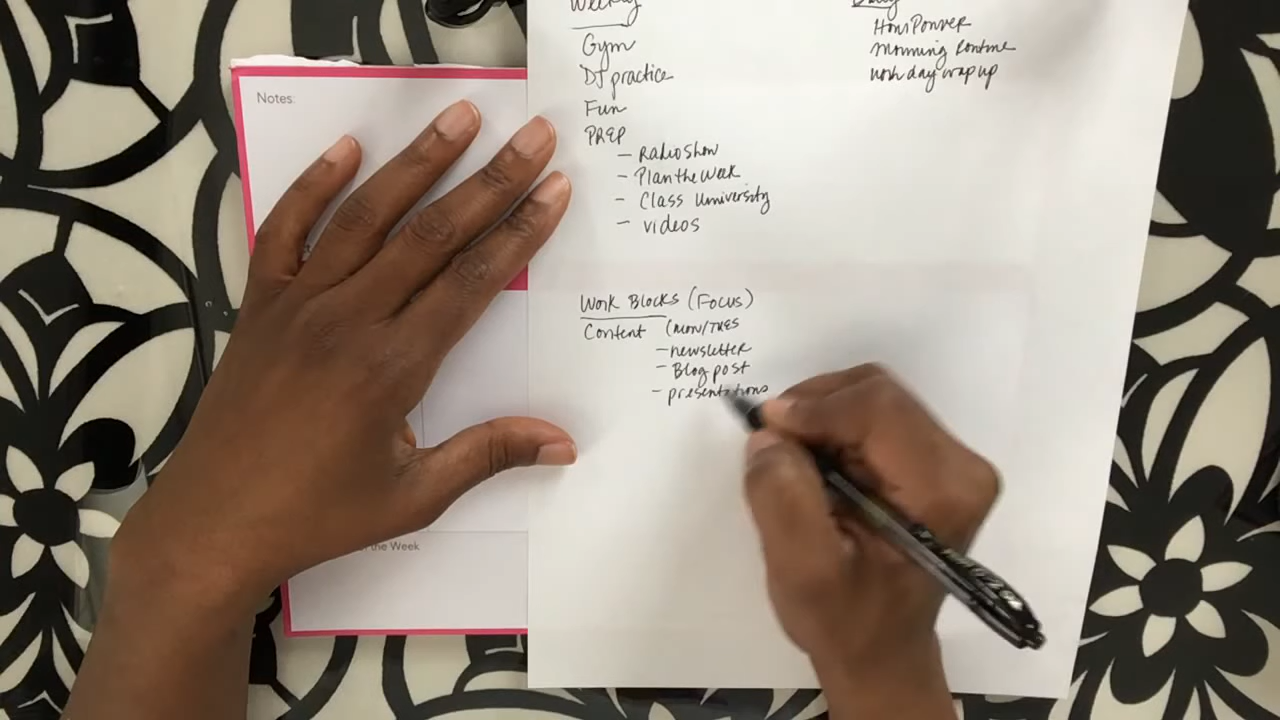 Weekly
Gym
DJ practice
Fun
PREP
— Radio Show
— Plan the Week
— Class University
— videos
Work Blocks (Focus)
Content (MON/TUES
— newsletter
— Blog post
— presentations
Daily
Morning Routine
Work day wrap up
Notes:
the Week